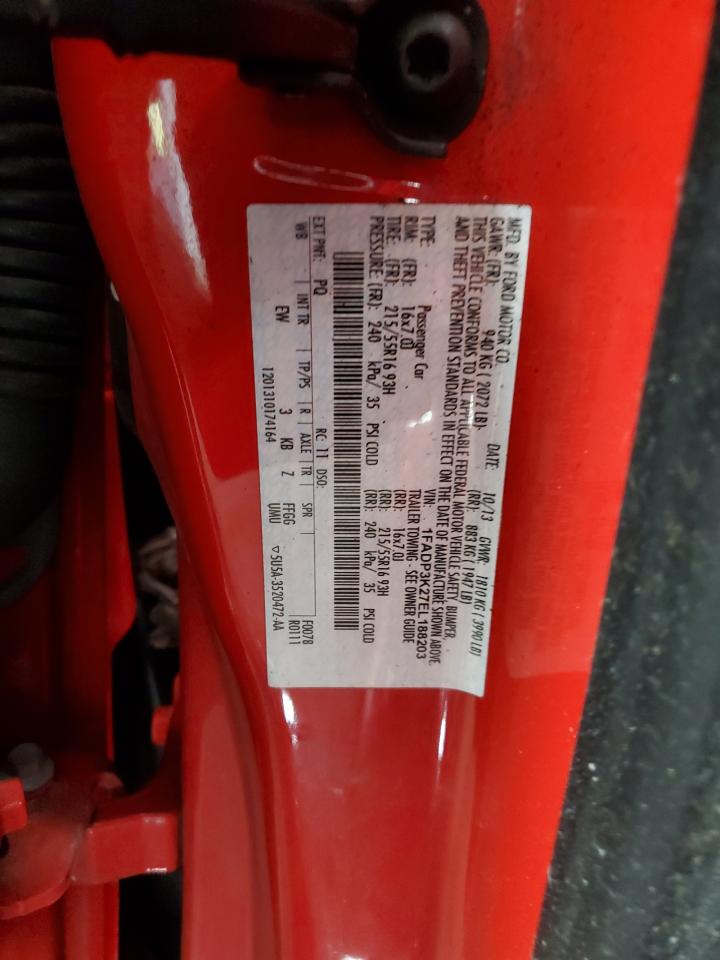 MFD. BY FORD MOTOR CO. DATE: 10/13 GVWR: 1810 KG ( 3990 LB)
GAWR: (FR): 940 KG ( 2072 LB) (RR): 883 KG ( 1947 LB)
THIS VEHICLE CONFORMS TO ALL APPLICABLE FEDERAL MOTOR VEHICLE SAFETY, BUMPER,
AND THEFT PREVENTION STANDARDS IN EFFECT ON THE DATE OF MANUFACTURE SHOWN ABOVE.
VIN: 1FADP3K27EL188203
TYPE: Passenger Car TRAILER TOWING - SEE OWNER GUIDE
RIM: (FR): 16x7.0J (RR): 16x7.0J
TIRE: (FR): 215/55R16 93H (RR): 215/55R16 93H
PRESSURE (FR): 240 kPa/ 35 PSI COLD (RR): 240 kPa/ 35 PSI COLD
EXT PNT: PQ RC: 11 DSO: F0078
WB INT TR TP/PS R AXLE TR SPR R0111
EW 3 KB Z FFGG
UMU
1201310174164 ▽5U5A-3520472-AA